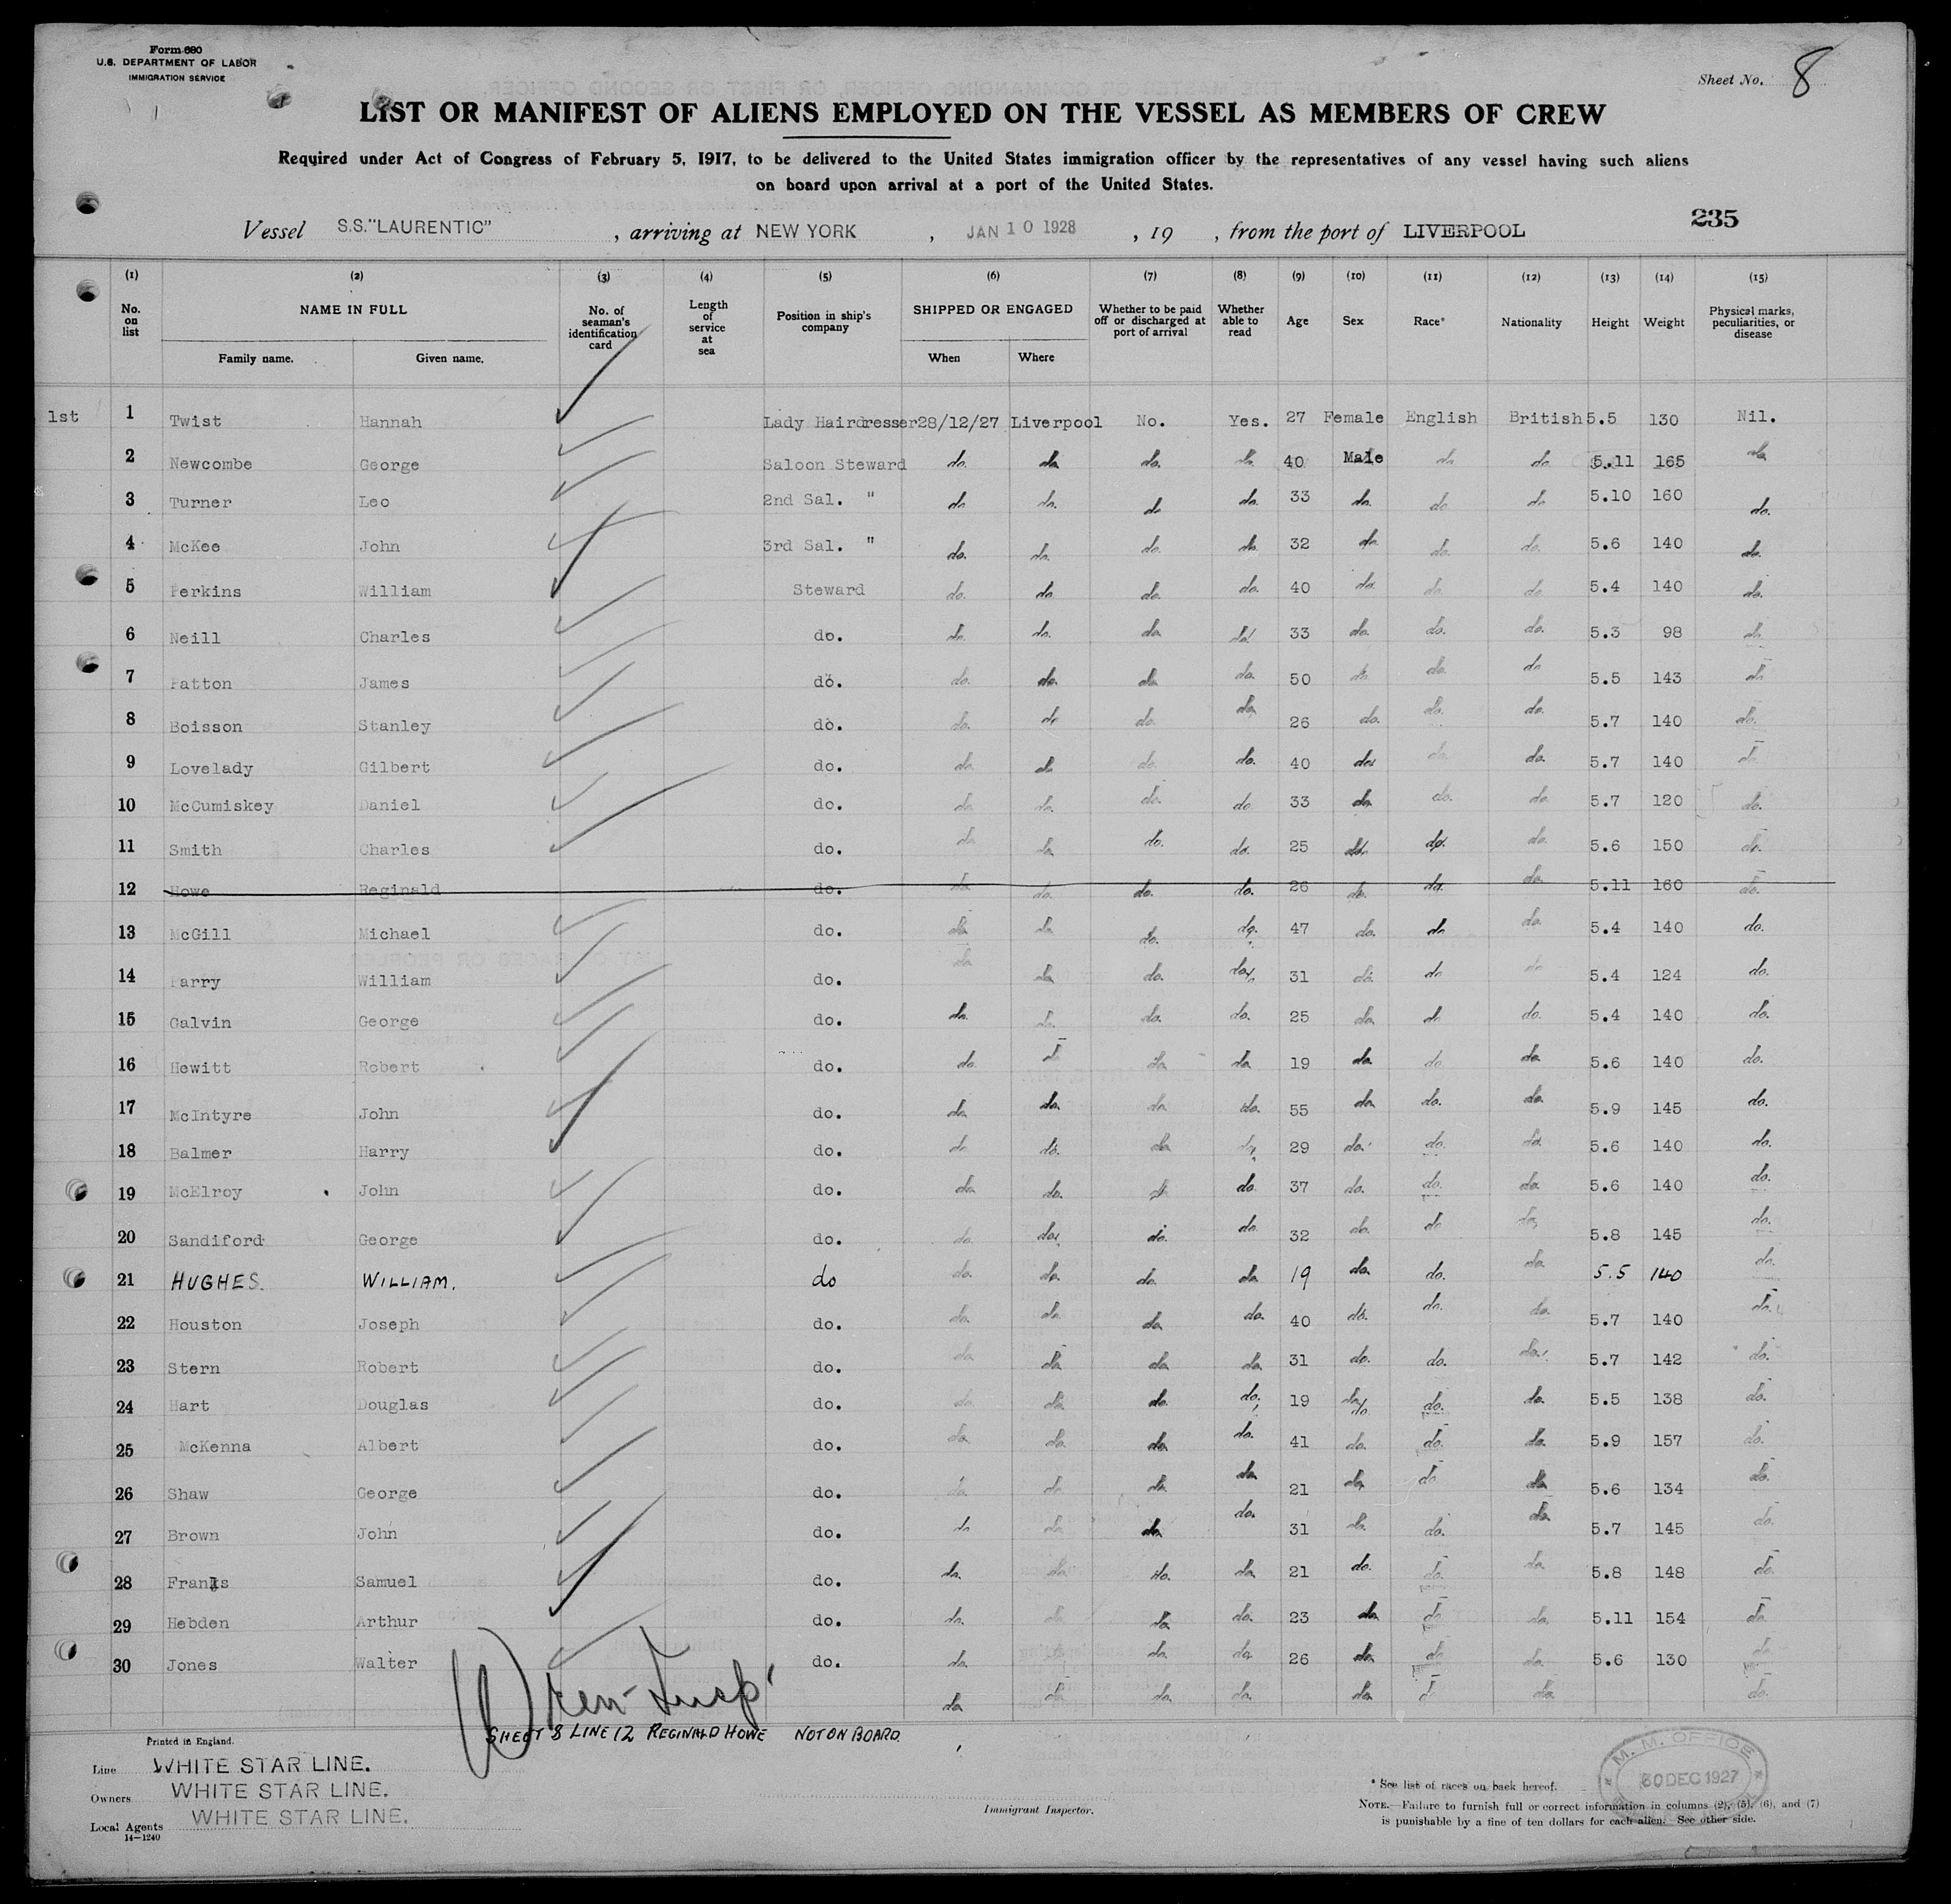 Form 680
U.S. DEPARTMENT OF LABOR
IMMIGRATION SERVICE
Sheet No. 8
LIST OR MANIFEST OF ALIENS EMPLOYED ON THE VESSEL AS MEMBERS OF CREW
Required under Act of Congress of February 5, 1917, to be delivered to the United States immigration officer by the representatives of any vessel having such aliens
on board upon arrival at a port of the United States.
235
Vessel S.S."LAURENTIC" , arriving at NEW YORK , JAN 10 1928 , 19 , from the port of LIVERPOOL
(1) (2) (3) (4) (5) (6) (7) (8) (9) (10) (11) (12) (13) (14) (15)
No. on list NAME IN FULL Family name. Given name. No. of seaman's identification card Length of service at sea Position in ship's company SHIPPED OR ENGAGED When Where Whether to be paid off or discharged at port of arrival Whether able to read Age Sex Race* Nationality Height Weight Physical marks, peculiarities, or disease
1st 1 Twist Hannah Lady Hairdresser 28/12/27 Liverpool No. Yes. 27 Female English British 5.5 130 Nil.
2 Newcombe George Saloon Steward do. do. do. do. 40 Male do do 5.11 165 do
3 Turner Leo 2nd Sal. " do do. do do. 33 do. do do 5.10 160 do.
4 McKee John 3rd Sal. " do. do. do. do. 32 do. do. do. 5.6 140 do.
5 Perkins William Steward do. do. do. do. 40 do. do. do. 5.4 140 do.
6 Neill Charles do. do. do. do. do. 33 do. do. do. 5.3 98 do.
7 Patton James do. do. do. do. do. 50 do do. do 5.5 143 do
8 Boisson Stanley do. do. do do. do. 26 do. do. do. 5.7 140 do.
9 Lovelady Gilbert do. do. do. do. do. 40 do. do. do. 5.7 140 do.
10 McCumiskey Daniel do. do. do. do. do. 33 do. do. do. 5.7 120 do.
11 Smith Charles do. do. do. do. do. 25 do. do. do. 5.6 150 do.
12 Howe Reginald do. do. do. do. do. 26 do. do. do. 5.11 160 do.
13 McGill Michael do. do. do. do. do. 47 do. do. do. 5.4 140 do.
14 Parry William do. do. do. do. do. 31 do. do do 5.4 124 do.
15 Galvin George do. do. do. do. do. 25 do. do. do. 5.4 140 do.
16 Hewitt Robert do. do. do. do. do. 19 do. do. do. 5.6 140 do.
17 McIntyre John do. do. do. do. do. 55 do. do. do. 5.9 145 do.
18 Balmer Harry do. do. do. do. do. 29 do. do. do. 5.6 140 do.
19 McElroy John do. do. do. do. do. 37 do. do. do. 5.6 140 do.
20 Sandiford George do. do. do. do. do. 32 do. do do. 5.8 145 do.
21 HUGHES. WILLIAM. do do. do. do. do. 19 do. do. do. 5.5 140 do.
22 Houston Joseph do. do. do. do. do. 40 do. do. do. 5.7 140 do.
23 Stern Robert do. do. do. do. do. 31 do. do. do. 5.7 142 do.
24 Hart Douglas do. do. do. do. do. 19 do. do. do. 5.5 138 do.
25 McKenna Albert do. do. do. do. do. 41 do. do. do. 5.9 157 do.
26 Shaw George do. do. do. do. do. 21 do. do do. 5.6 134 do.
27 Brown John do. do. do. do. do. 31 do. do. do. 5.7 145 do.
28 Franks Samuel do. do. do. do. do. 21 do. do. do. 5.8 148 do.
29 Hebden Arthur do. do. do. do. do. 23 do. do. do. 5.11 154 do.
30 Jones Walter do. do. do. do. 26 do. do. do. 5.6 130 do.
do. do. do. do. do. do. do. do.
SHEET 8 LINE 12 REGINALD HOWE NOT ON BOARD
Printed in England.
Line WHITE STAR LINE.
Owners WHITE STAR LINE.
Local Agents WHITE STAR LINE.
14-1240
Immigrant Inspector.
* See list of races on back hereof.
NOTE.—Failure to furnish full or correct information in columns (2), (5), (6), and (7)
is punishable by a fine of ten dollars for each alien. See other side.
M. M. OFFICE
30 DEC 1927